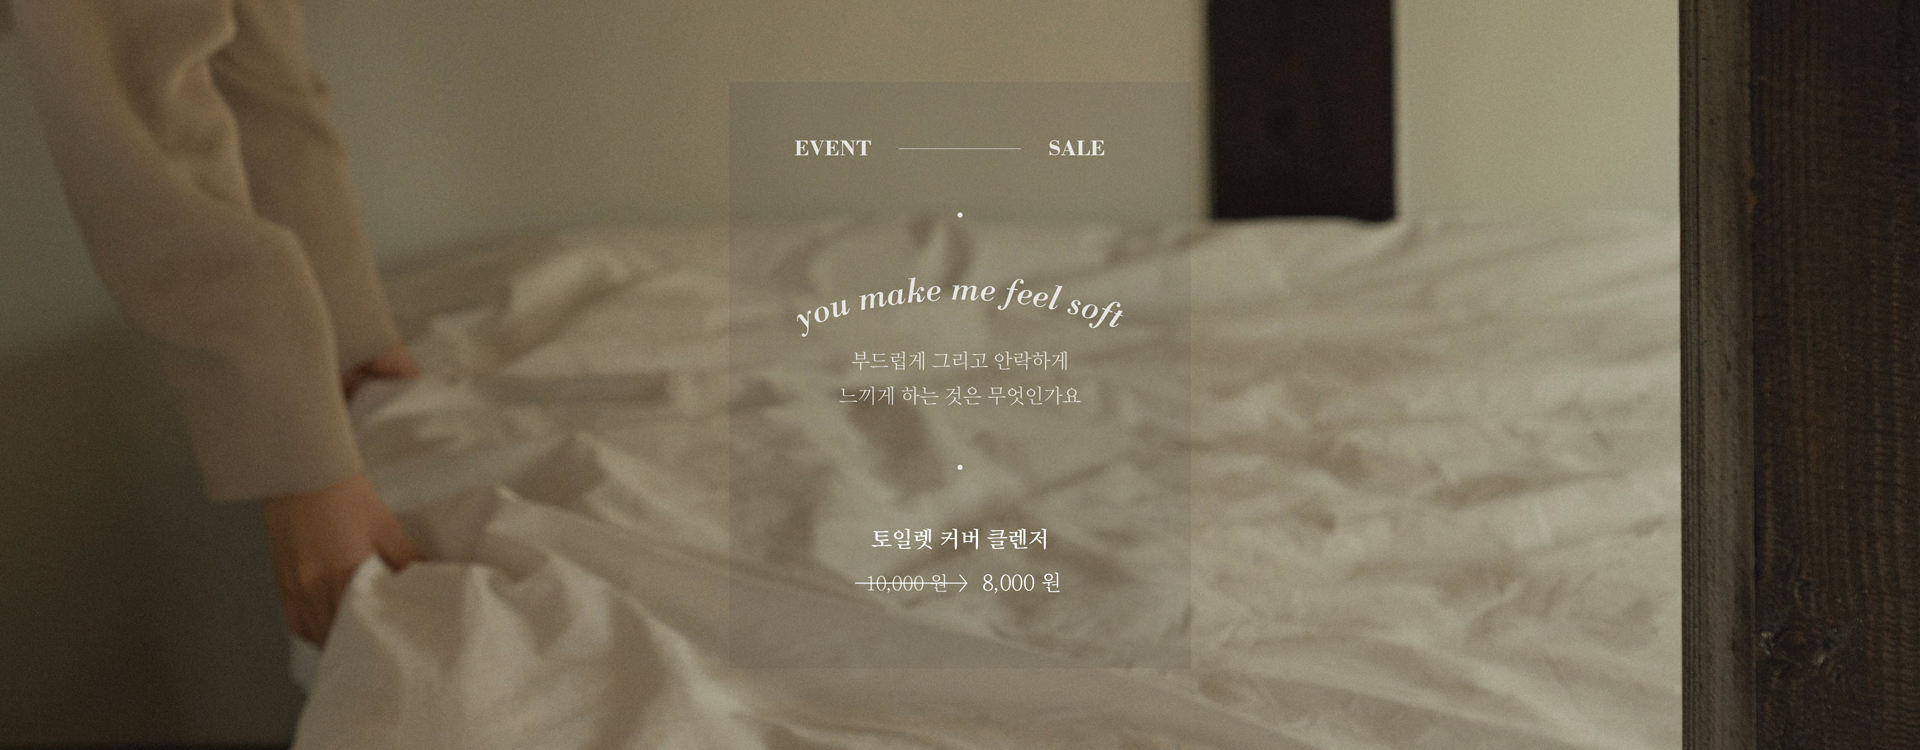 EVENT SALE
you make me feel soft
부드럽게 그리고 안락하게
느끼게 하는 것은 무엇인가요
토일렛 커버 클렌저
10,000 원 → 8,000 원